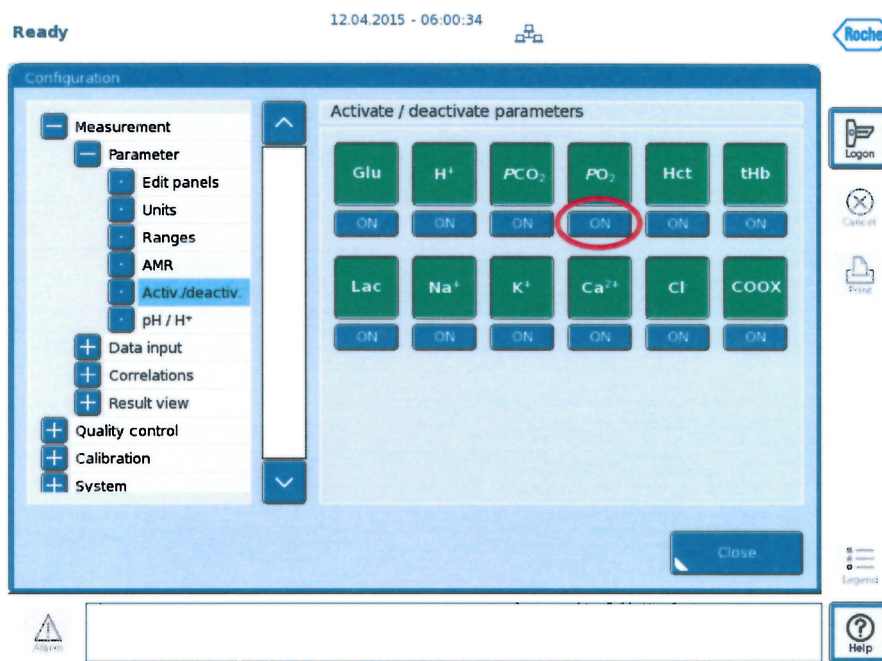 Ready
12.04.2015 - 06:00:34
Roche
Configuration
Measurement
Parameter
Edit panels
Units
Ranges
AMR
Activ./deactiv.
pH / H⁺
Data input
Correlations
Result view
Quality control
Calibration
System
Activate / deactivate parameters
Glu H⁺ PCO₂ PO₂ Hct tHb
ON ON ON ON ON ON
Lac Na⁺ K⁺ Ca²⁺ Cl COOX
ON ON ON ON ON ON
Close
Logon
Cancel
Print
Legend
Alarm
Help